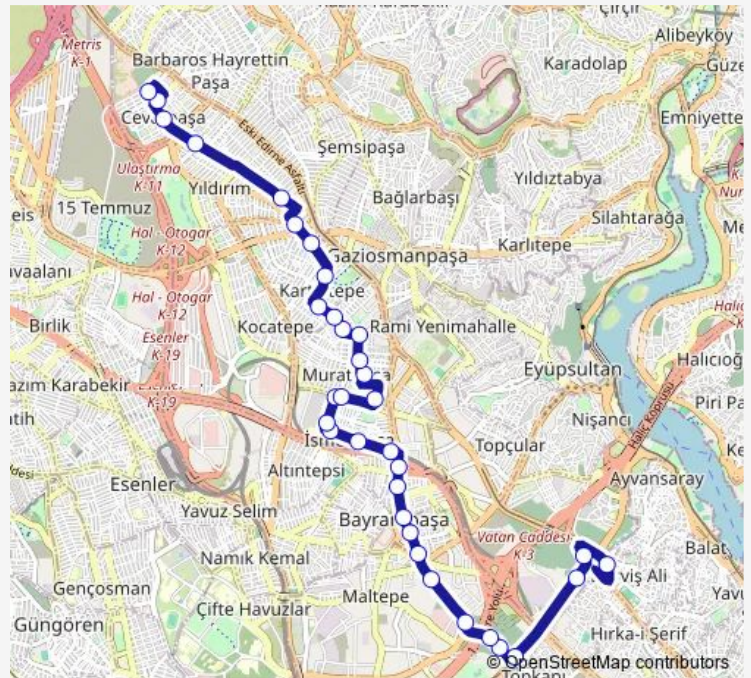 Metris
K-1
Barbaros Hayrettin
Paşa
Karadolap
Alibeyköy
Emniyette
Eski Edirne Asfaltı
Şemsipaşa
Ulaştırma
K-11
Yıldırım
Bağlarbaşı
Yıldıztabya
15 Temmuz
Silahtarağa
Hal - Otogar
K-12
Karlıtepe
Hal - Otogar
K-12
Birlik
Kocatepe
Rami Yenimahalle
Esenler
K-19
Eyüpsultan
K-19
Nişancı
Piri Pa
Haliç Köprüsü
Topçular
Altıntepsi
Esenler
Ayvansaray
Yavuz Selim
Vatan Caddesi
K-3
Balat
Namık Kemal
Gençosman
Maltepe
Çifte Havuzlar
Güngören
Hırka-i Şerif
© OpenStreetMap contributors